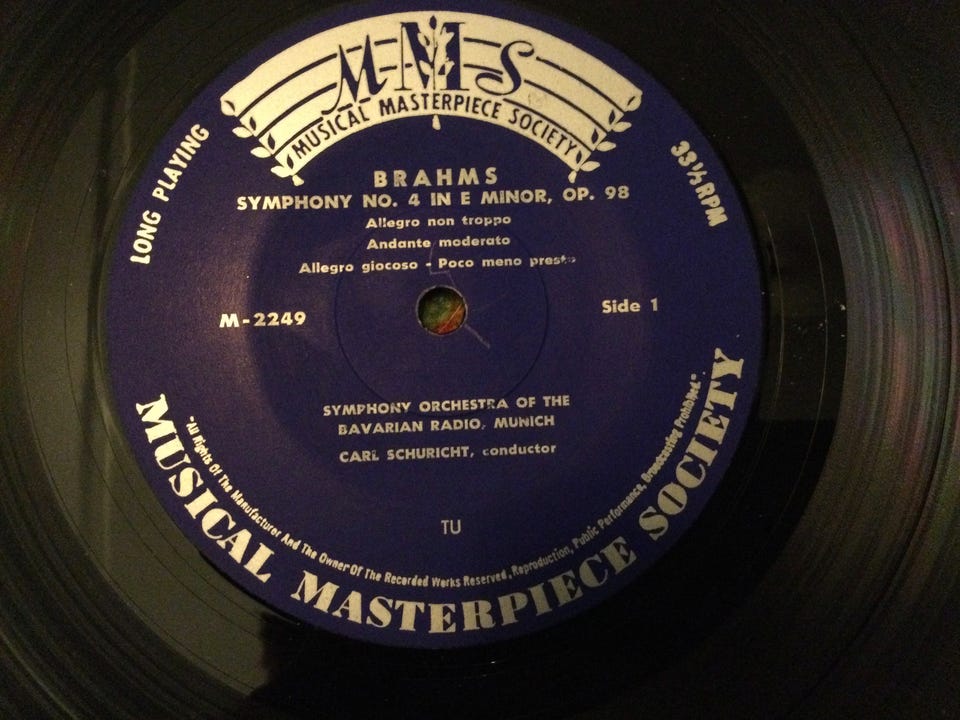 MMS
MUSICAL MASTERPIECE SOCIETY
LONG PLAYING
33⅓ RPM
BRAHMS
SYMPHONY NO. 4 IN E MINOR, OP. 98
Allegro non troppo
Andante moderato
Allegro giocoso - Poco meno presto
M-2249
Side 1
SYMPHONY ORCHESTRA OF THE
BAVARIAN RADIO, MUNICH
CARL SCHURICHT, conductor
TU
"All Rights Of The Manufacturer And The Owner Of The Recorded Works Reserved. Reproduction, Public Performance, Broadcasting Prohibited".
MUSICAL MASTERPIECE SOCIETY